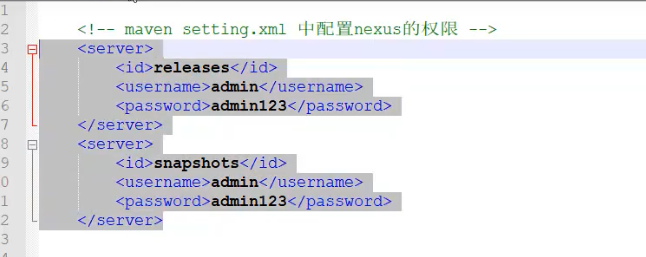 1
2 <!-- maven setting.xml 中配置nexus的权限 -->
3 <server>
4 <id>releases</id>
5 <username>admin</username>
6 <password>admin123</password>
7 </server>
8 <server>
9 <id>snapshots</id>
0 <username>admin</username>
1 <password>admin123</password>
2 </server>
3
4